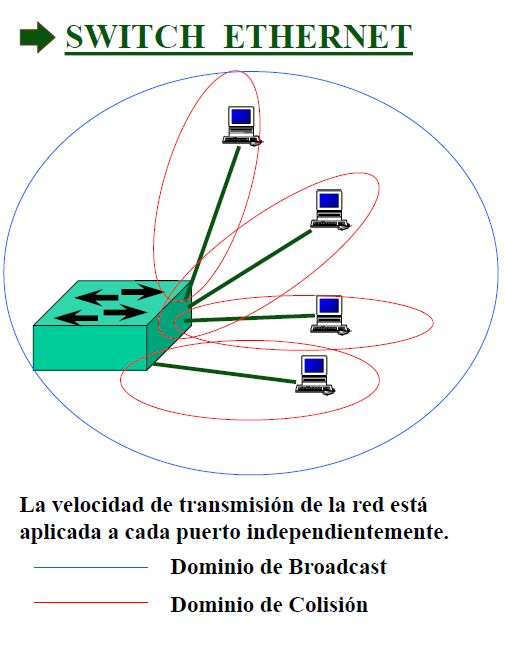 SWITCH ETHERNET
La velocidad de transmisión de la red está
aplicada a cada puerto independientemente.
Dominio de Broadcast
Dominio de Colisión